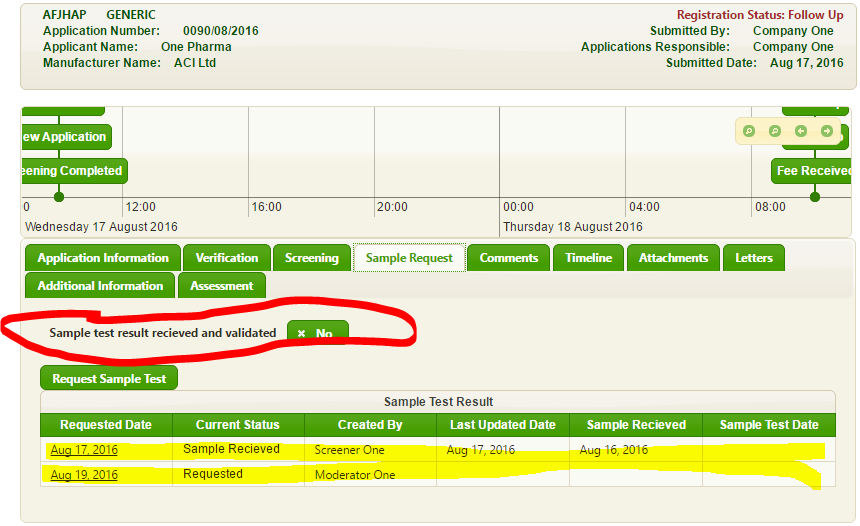 AFJHAP GENERIC
Registration Status: Follow Up
Application Number: 0090/08/2016
Submitted By: Company One
Applicant Name: One Pharma
Applications Responsible: Company One
Manufacturer Name: ACI Ltd
Submitted Date: Aug 17, 2016
ew Application
ening Completed
Fee Received
0 12:00 16:00 20:00 00:00 04:00 08:00
Wednesday 17 August 2016 Thursday 18 August 2016
Application Information Verification Screening Sample Request Comments Timeline Attachments Letters
Additional Information Assessment
Sample test result recieved and validated No
Request Sample Test
Sample Test Result
Requested Date Current Status Created By Last Updated Date Sample Recieved Sample Test Date
Aug 17, 2016 Sample Recieved Screener One Aug 17, 2016 Aug 16, 2016
Aug 19, 2016 Requested Moderator One